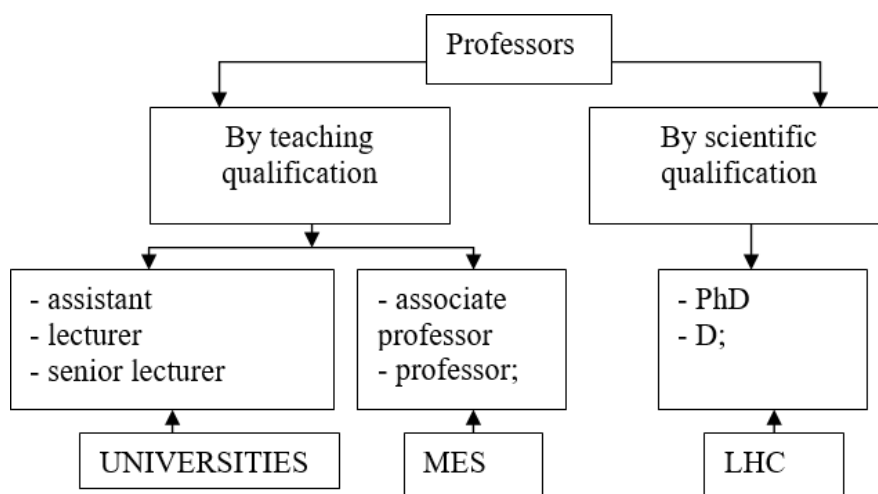 Professors
By teaching
qualification
By scientific
qualification
- assistant
- lecturer
- senior lecturer
- associate
professor
- professor;
- PhD
- D;
UNIVERSITIES
MES
LHC